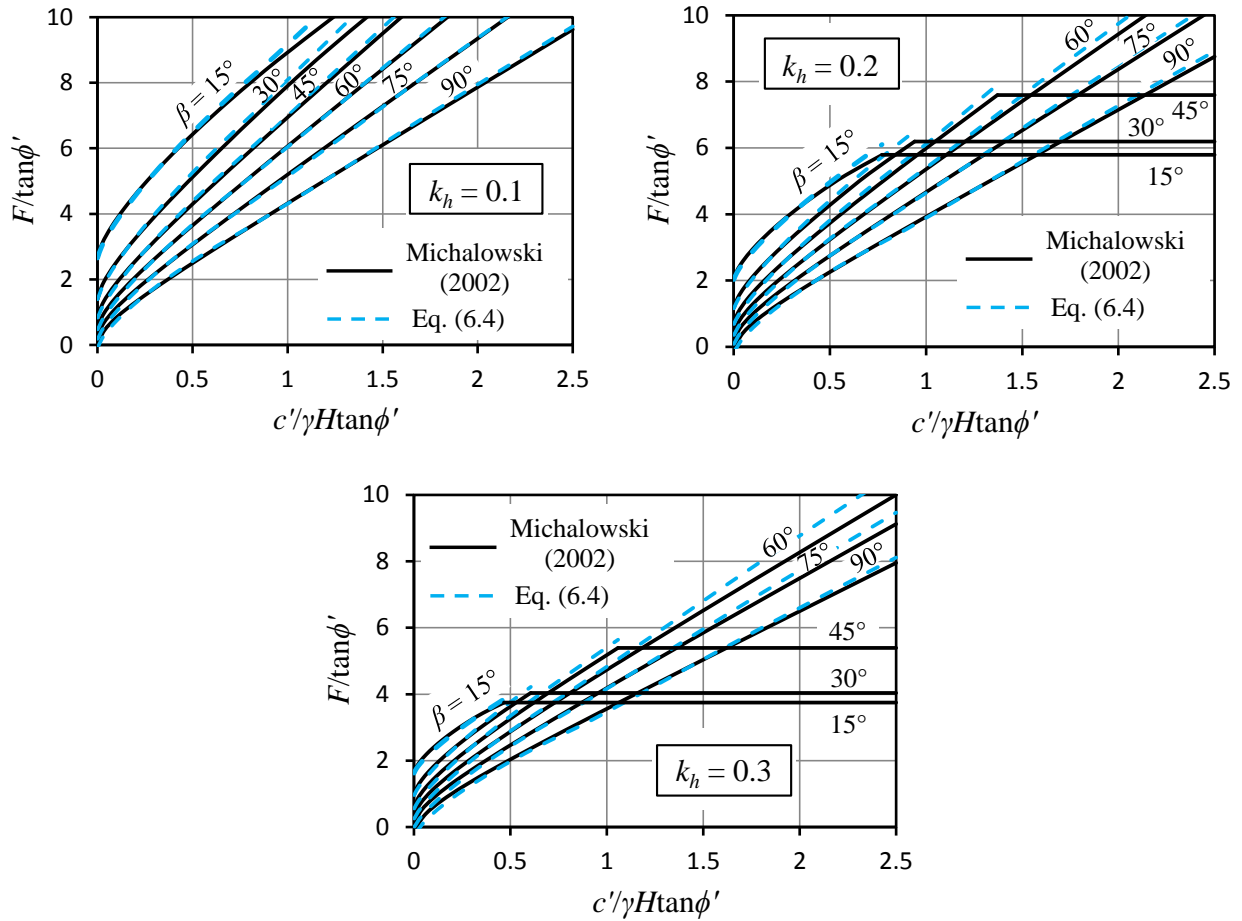 10
8
6
4
2
0
F/tanϕ′
β = 15°
30°
45°
60°
75°
90°
k_h = 0.1
Michalowski
(2002)
Eq. (6.4)
0 0.5 1 1.5 2 2.5
c′/γHtanϕ′
10
8
6
4
2
0
F/tanϕ′
60°
75°
90°
k_h = 0.2
β = 15°
45°
30°
15°
Michalowski
(2002)
Eq. (6.4)
0 0.5 1 1.5 2 2.5
c′/γHtanϕ′
10
8
6
4
2
0
F/tanϕ′
Michalowski
(2002)
Eq. (6.4)
60°
75°
90°
β = 15°
45°
30°
15°
k_h = 0.3
0 0.5 1 1.5 2 2.5
c′/γHtanϕ′